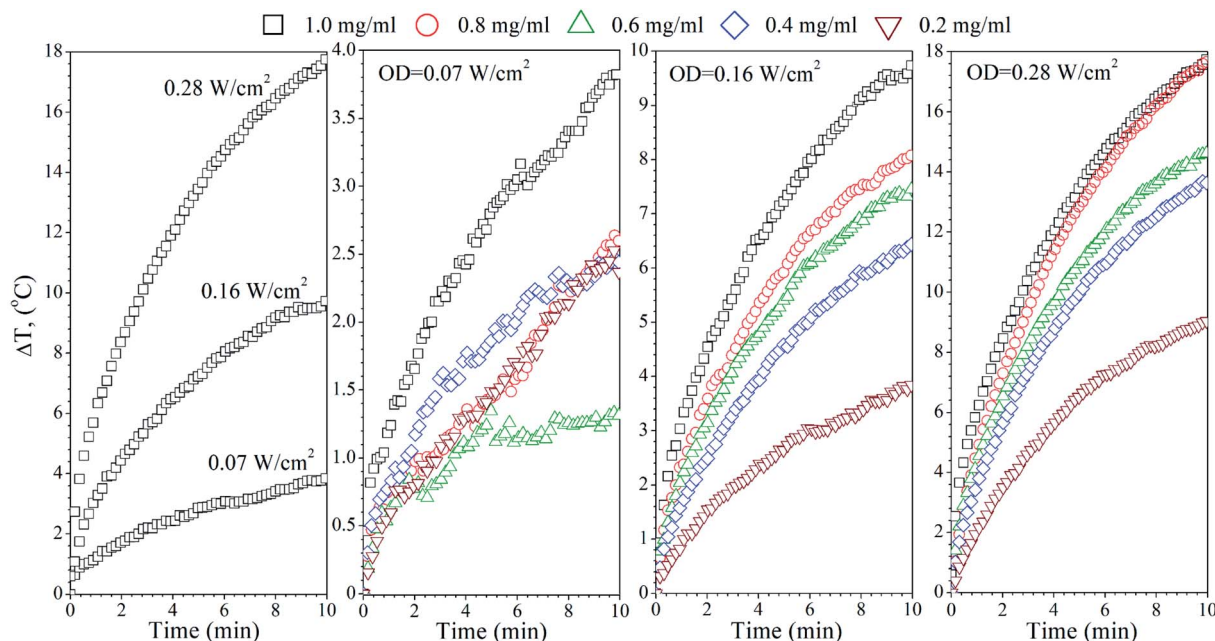 1.0 mg/ml 0.8 mg/ml 0.6 mg/ml 0.4 mg/ml 0.2 mg/ml
ΔT, (°C)
18
16
14
12
10
8
6
4
2
0
0.28 W/cm²
0.16 W/cm²
0.07 W/cm²
0 2 4 6 8 10
Time (min)
OD=0.07 W/cm²
4.0
3.5
3.0
2.5
2.0
1.5
1.0
0.5
0.0
0 2 4 6 8 10
Time (min)
OD=0.16 W/cm²
10
9
8
7
6
5
4
3
2
1
0
0 2 4 6 8 10
Time (min)
OD=0.28 W/cm²
18
16
14
12
10
8
6
4
2
0
0 2 4 6 8 10
Time (min)